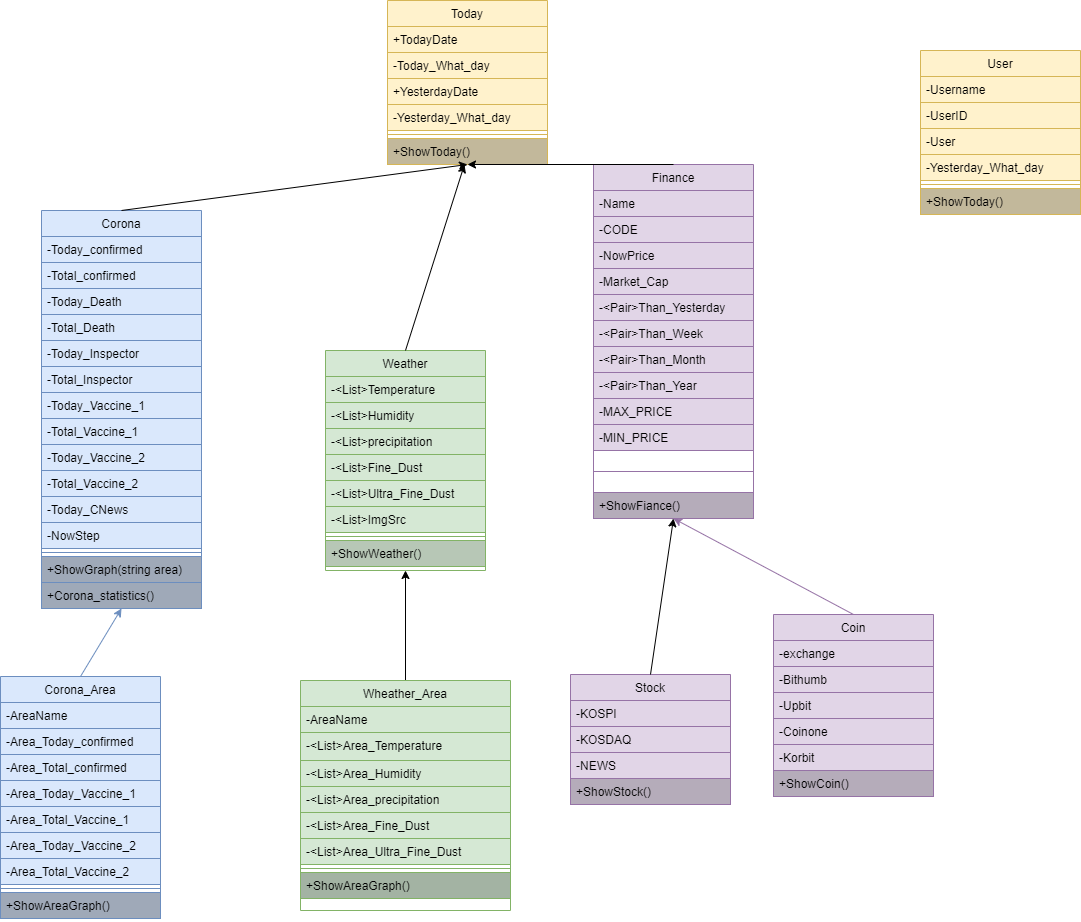 Today
+TodayDate
-Today_What_day
+YesterdayDate
-Yesterday_What_day
+ShowToday()
User
-Username
-UserID
-User
-Yesterday_What_day
+ShowToday()
Corona
-Today_confirmed
-Total_confirmed
-Today_Death
-Total_Death
-Today_Inspector
-Total_Inspector
-Today_Vaccine_1
-Total_Vaccine_1
-Today_Vaccine_2
-Total_Vaccine_2
-Today_CNews
-NowStep
+ShowGraph(string area)
+Corona_statistics()
Weather
-<List>Temperature
-<List>Humidity
-<List>precipitation
-<List>Fine_Dust
-<List>Ultra_Fine_Dust
-<List>ImgSrc
+ShowWeather()
Finance
-Name
-CODE
-NowPrice
-Market_Cap
-<Pair>Than_Yesterday
-<Pair>Than_Week
-<Pair>Than_Month
-<Pair>Than_Year
-MAX_PRICE
-MIN_PRICE
+ShowFiance()
Corona_Area
-AreaName
-Area_Today_confirmed
-Area_Total_confirmed
-Area_Today_Vaccine_1
-Area_Total_Vaccine_1
-Area_Today_Vaccine_2
-Area_Total_Vaccine_2
+ShowAreaGraph()
Wheather_Area
-AreaName
-<List>Area_Temperature
-<List>Area_Humidity
-<List>Area_precipitation
-<List>Area_Fine_Dust
-<List>Area_Ultra_Fine_Dust
+ShowAreaGraph()
Stock
-KOSPI
-KOSDAQ
-NEWS
+ShowStock()
Coin
-exchange
-Bithumb
-Upbit
-Coinone
-Korbit
+ShowCoin()